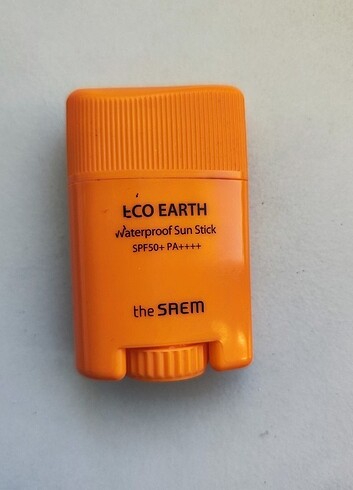 ECO EARTH
Waterproof Sun Stick
SPF50+ PA++++
the SAEM